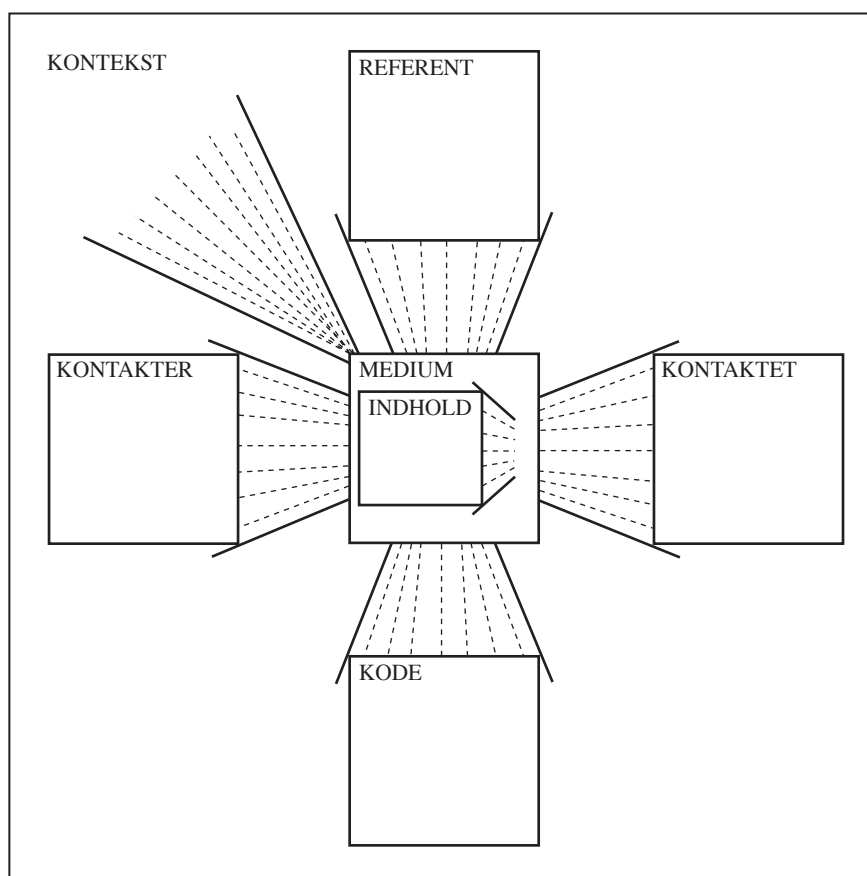 KONTEKST
REFERENT
KONTAKTER
MEDIUM
KONTAKTET
INDHOLD
KODE